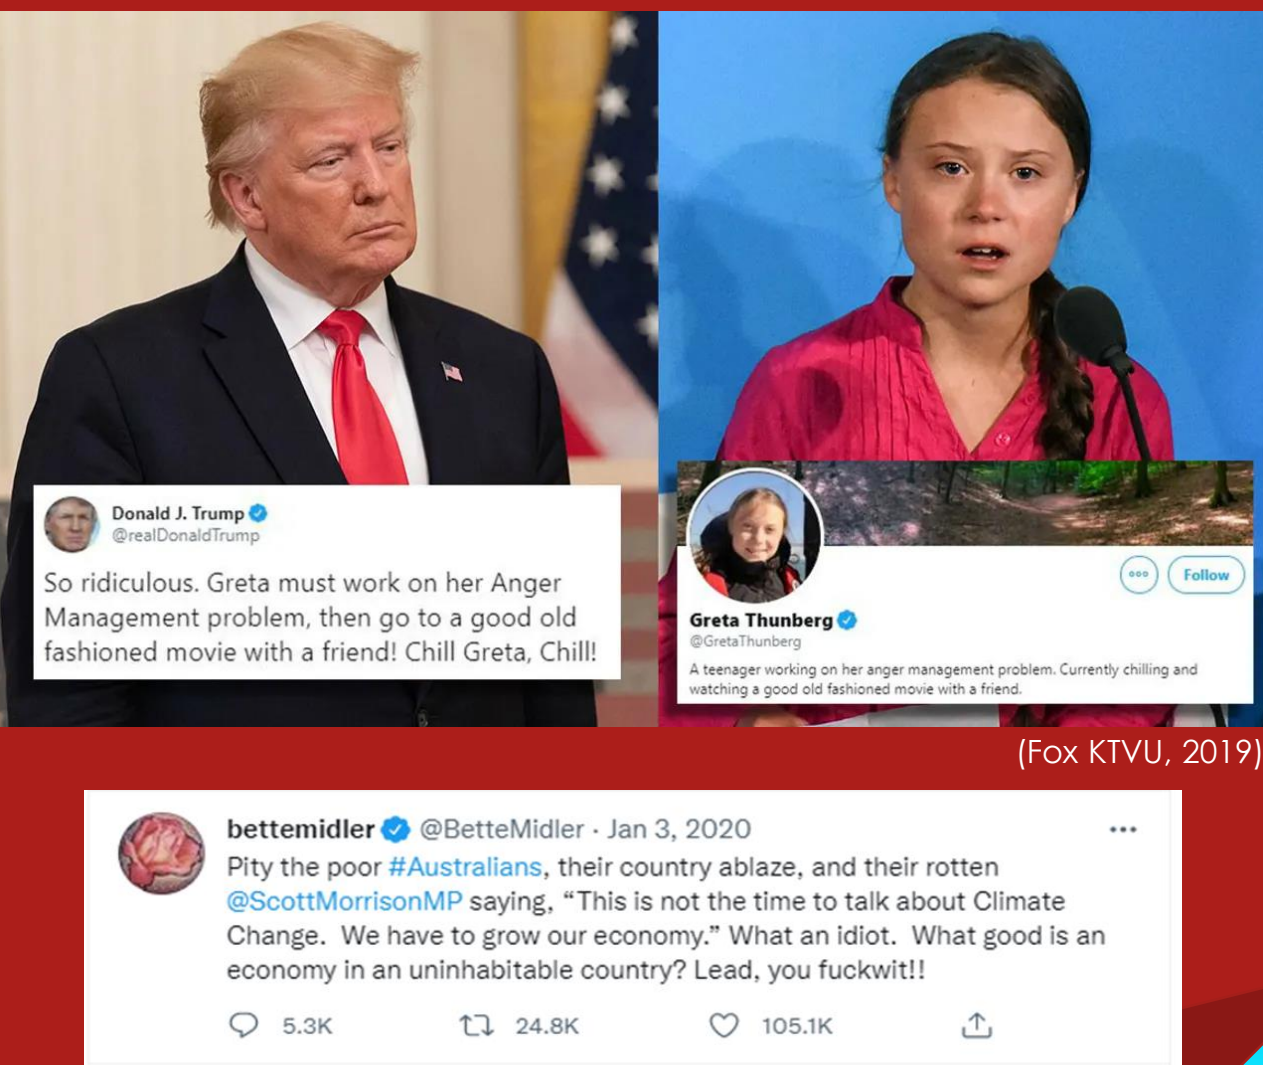 Donald J. Trump
@realDonaldTrump
So ridiculous. Greta must work on her Anger
Management problem, then go to a good old
fashioned movie with a friend! Chill Greta, Chill!
Follow
Greta Thunberg
@GretaThunberg
A teenager working on her anger management problem. Currently chilling and
watching a good old fashioned movie with a friend.
(Fox KTVU, 2019)
bettemidler @BetteMidler · Jan 3, 2020
Pity the poor #Australians, their country ablaze, and their rotten
@ScottMorrisonMP saying, “This is not the time to talk about Climate
Change.  We have to grow our economy.” What an idiot.  What good is an
economy in an uninhabitable country? Lead, you fuckwit!!
5.3K 24.8K 105.1K